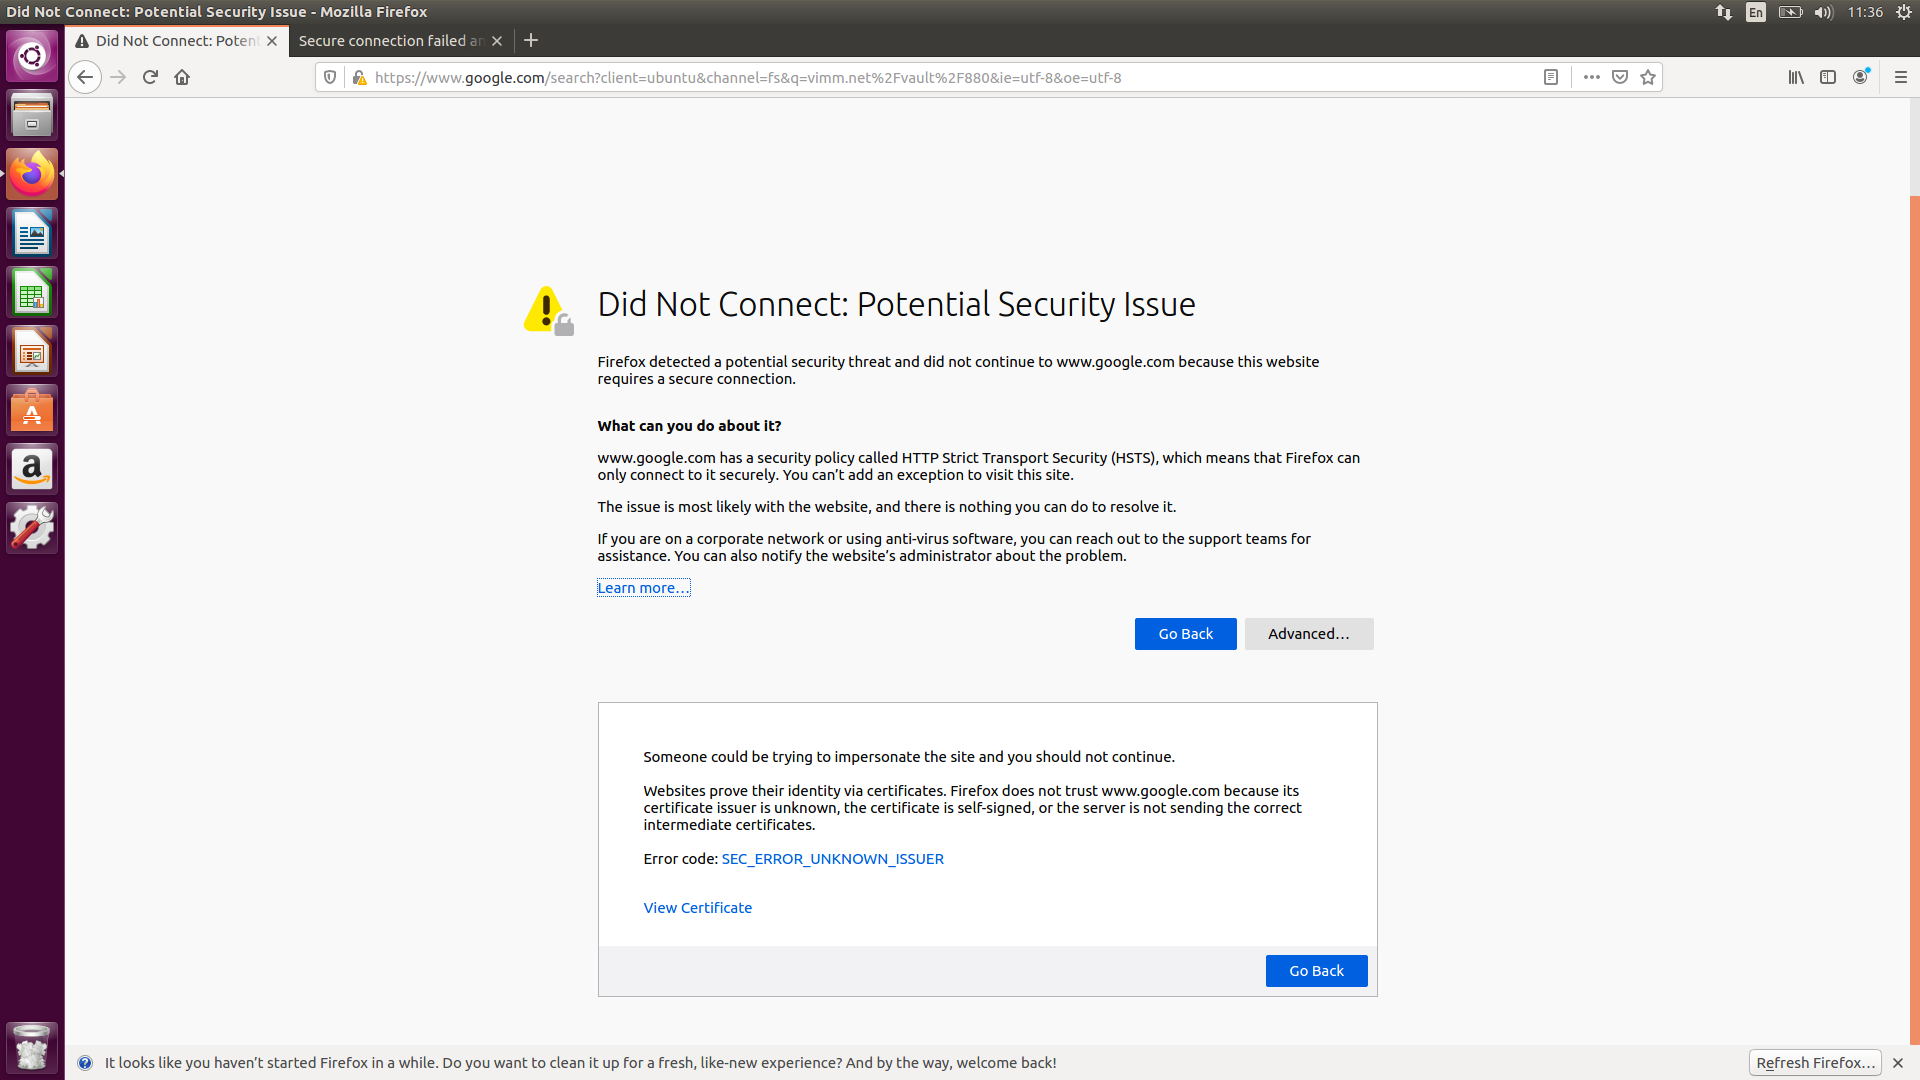 Did Not Connect: Potential Security Issue - Mozilla Firefox
En
11:36
Did Not Connect: Poten
Secure connection failed an
https://www.google.com/search?client=ubuntu&channel=fs&q=vimm.net%2Fvault%2F880&ie=utf-8&oe=utf-8
Did Not Connect: Potential Security Issue
Firefox detected a potential security threat and did not continue to www.google.com because this website
requires a secure connection.
What can you do about it?
www.google.com has a security policy called HTTP Strict Transport Security (HSTS), which means that Firefox can
only connect to it securely. You can’t add an exception to visit this site.
The issue is most likely with the website, and there is nothing you can do to resolve it.
If you are on a corporate network or using anti-virus software, you can reach out to the support teams for
assistance. You can also notify the website’s administrator about the problem.
Learn more…
Go Back
Advanced…
Someone could be trying to impersonate the site and you should not continue.
Websites prove their identity via certificates. Firefox does not trust www.google.com because its
certificate issuer is unknown, the certificate is self-signed, or the server is not sending the correct
intermediate certificates.
Error code: SEC_ERROR_UNKNOWN_ISSUER
View Certificate
Go Back
It looks like you haven’t started Firefox in a while. Do you want to clean it up for a fresh, like-new experience? And by the way, welcome back!
Refresh Firefox…